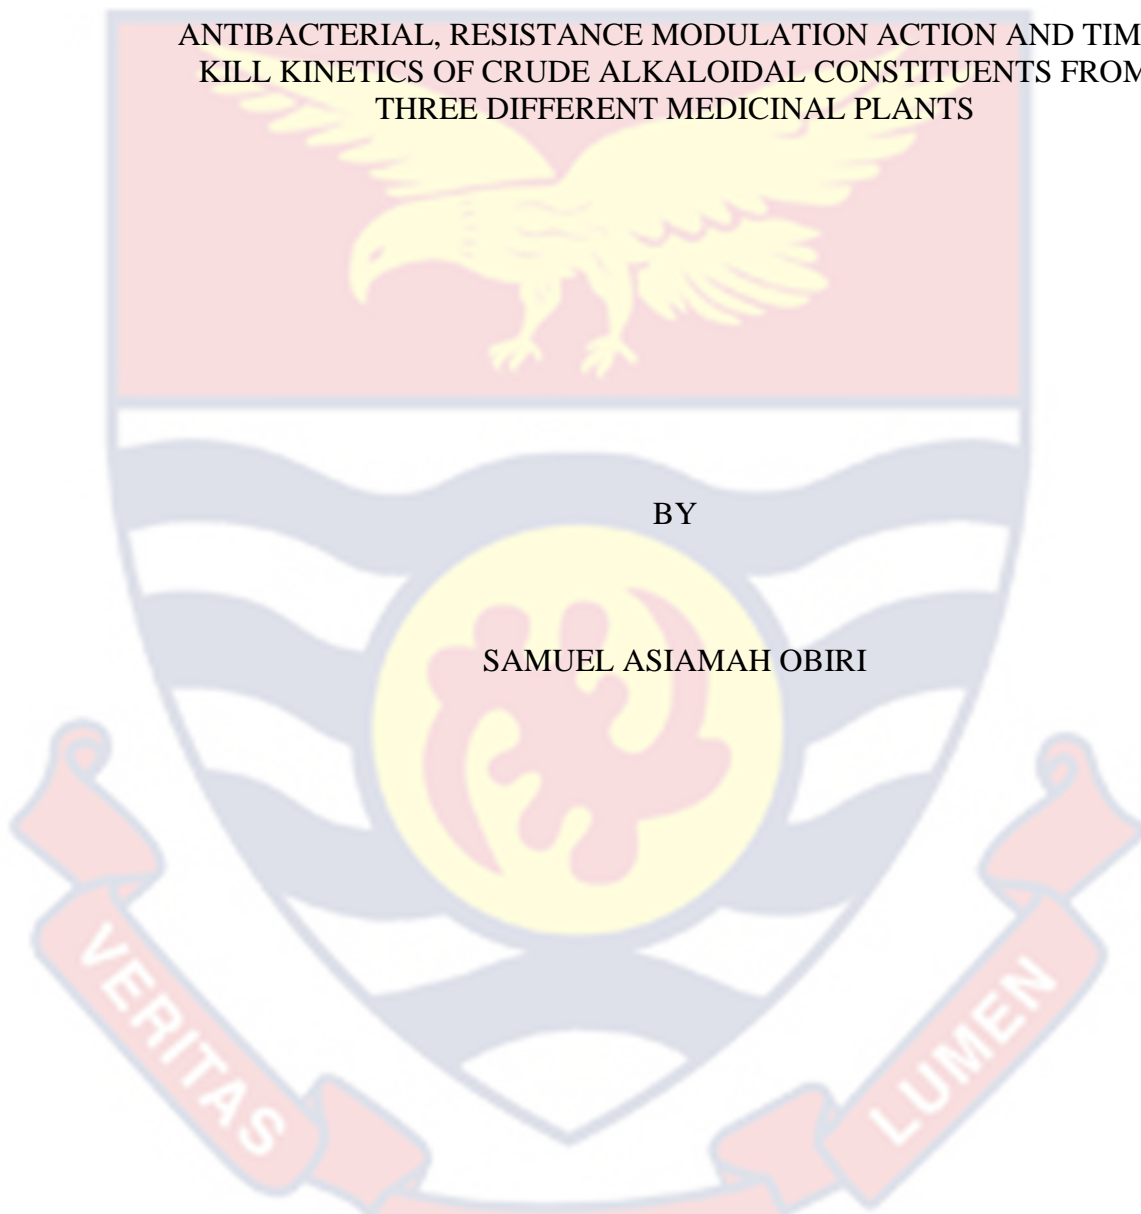 ANTIBACTERIAL, RESISTANCE MODULATION ACTION AND TIM
KILL KINETICS OF CRUDE ALKALOIDAL CONSTITUENTS FROM
THREE DIFFERENT MEDICINAL PLANTS
BY
SAMUEL ASIAMAH OBIRI
VERITAS
LUMEN